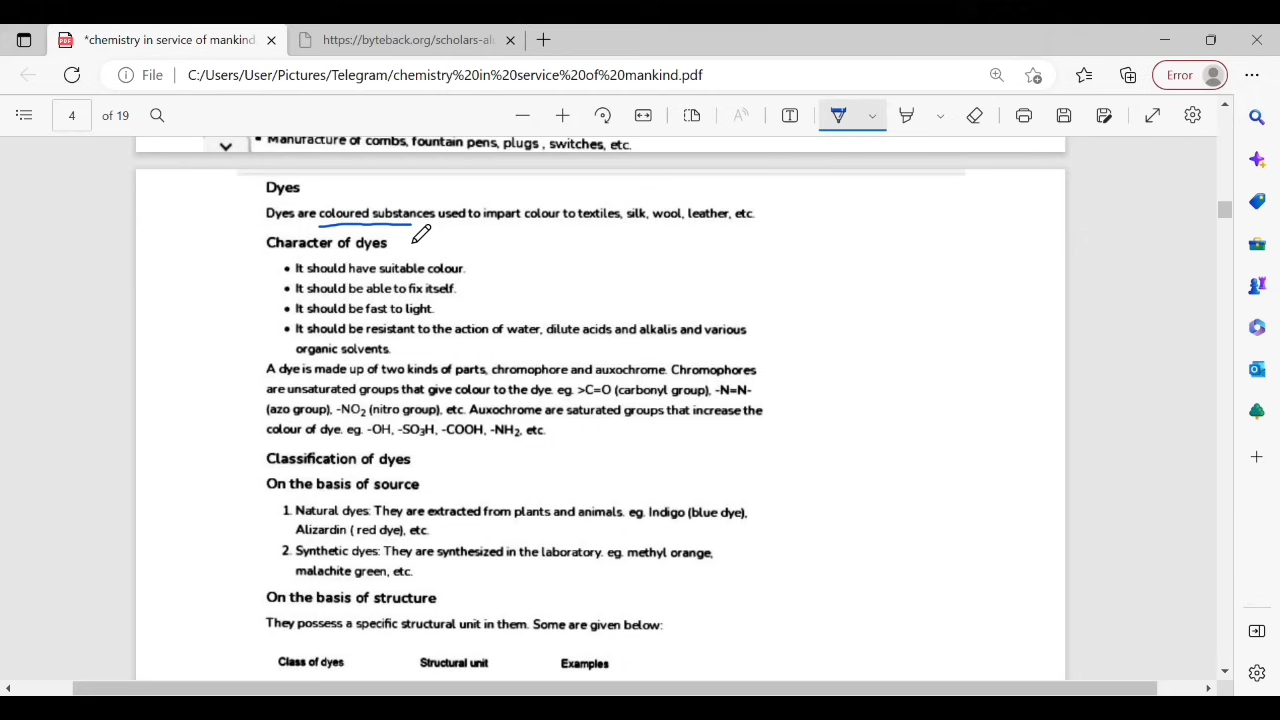 *chemistry in service of mankind.
https://byteback.org/scholars-al
File
C:/Users/User/Pictures/Telegram/chemistry%20in%20service%20of%20mankind.pdf
Error
4 of 19
• Manufacture of combs, fountain pens, plugs , switches, etc.
Dyes
Dyes are coloured substances used to impart colour to textiles, silk, wool, leather, etc.
Character of dyes
• It should have suitable colour.
• It should be able to fix itself.
• It should be fast to light.
• It should be resistant to the action of water, dilute acids and alkalis and various
organic solvents.
A dye is made up of two kinds of parts, chromophore and auxochrome. Chromophores
are unsaturated groups that give colour to the dye. eg. >C=O (carbonyl group), -N=N-
(azo group), -NO2 (nitro group), etc. Auxochrome are saturated groups that increase the
colour of dye. eg. -OH, -SO3H, -COOH, -NH2, etc.
Classification of dyes
On the basis of source
1. Natural dyes: They are extracted from plants and animals. eg. Indigo (blue dye),
Alizardin ( red dye), etc.
2. Synthetic dyes: They are synthesized in the laboratory. eg. methyl orange,
malachite green, etc.
On the basis of structure
They possess a specific structural unit in them. Some are given below:
Class of dyes Structural unit Examples